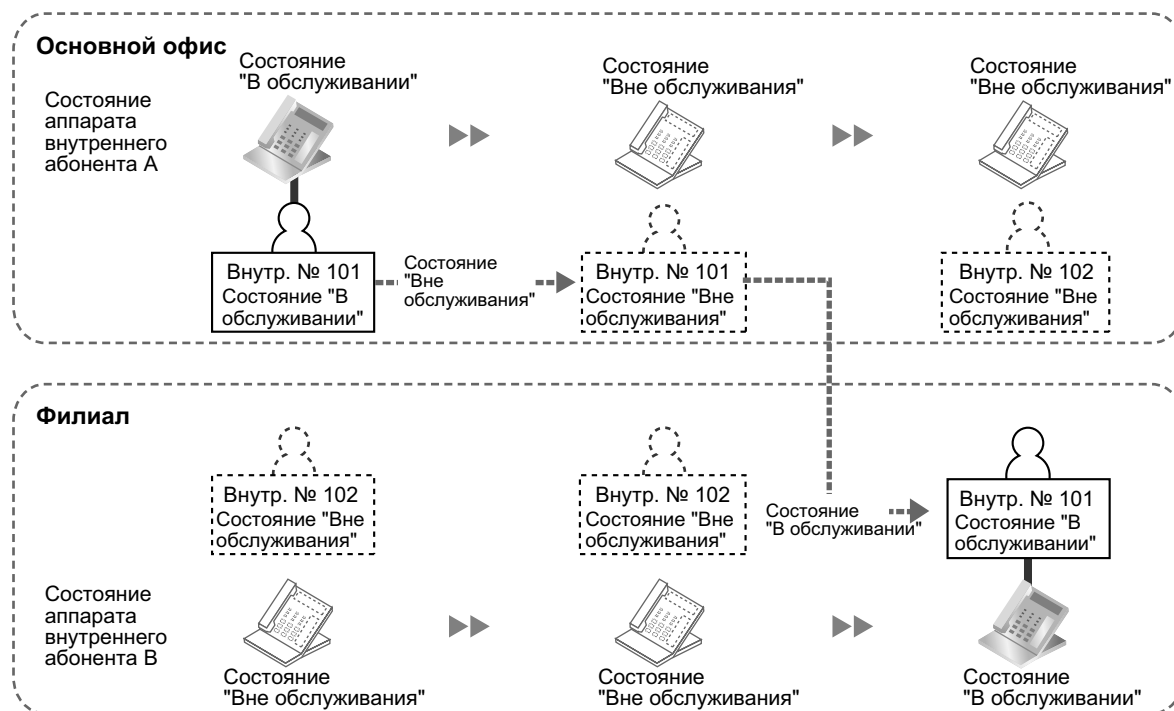 Основной офис
Состояние
"В обслуживании"
Состояние
"Вне обслуживания"
Состояние
"Вне обслуживания"
Состояние
аппарата
внутреннего
абонента A
Внутр. № 101
Состояние "В
обслуживании"
Состояние
"Вне
обслуживания"
Внутр. № 101
Состояние "Вне
обслуживания"
Внутр. № 102
Состояние "Вне
обслуживания"
Филиал
Внутр. № 102
Состояние "Вне
обслуживания"
Внутр. № 102
Состояние "Вне
обслуживания"
Состояние
"В обслуживании"
Внутр. № 101
Состояние "В
обслуживании"
Состояние
аппарата
внутреннего
абонента B
Состояние
"Вне обслуживания"
Состояние
"Вне обслуживания"
Состояние
"В обслуживании"